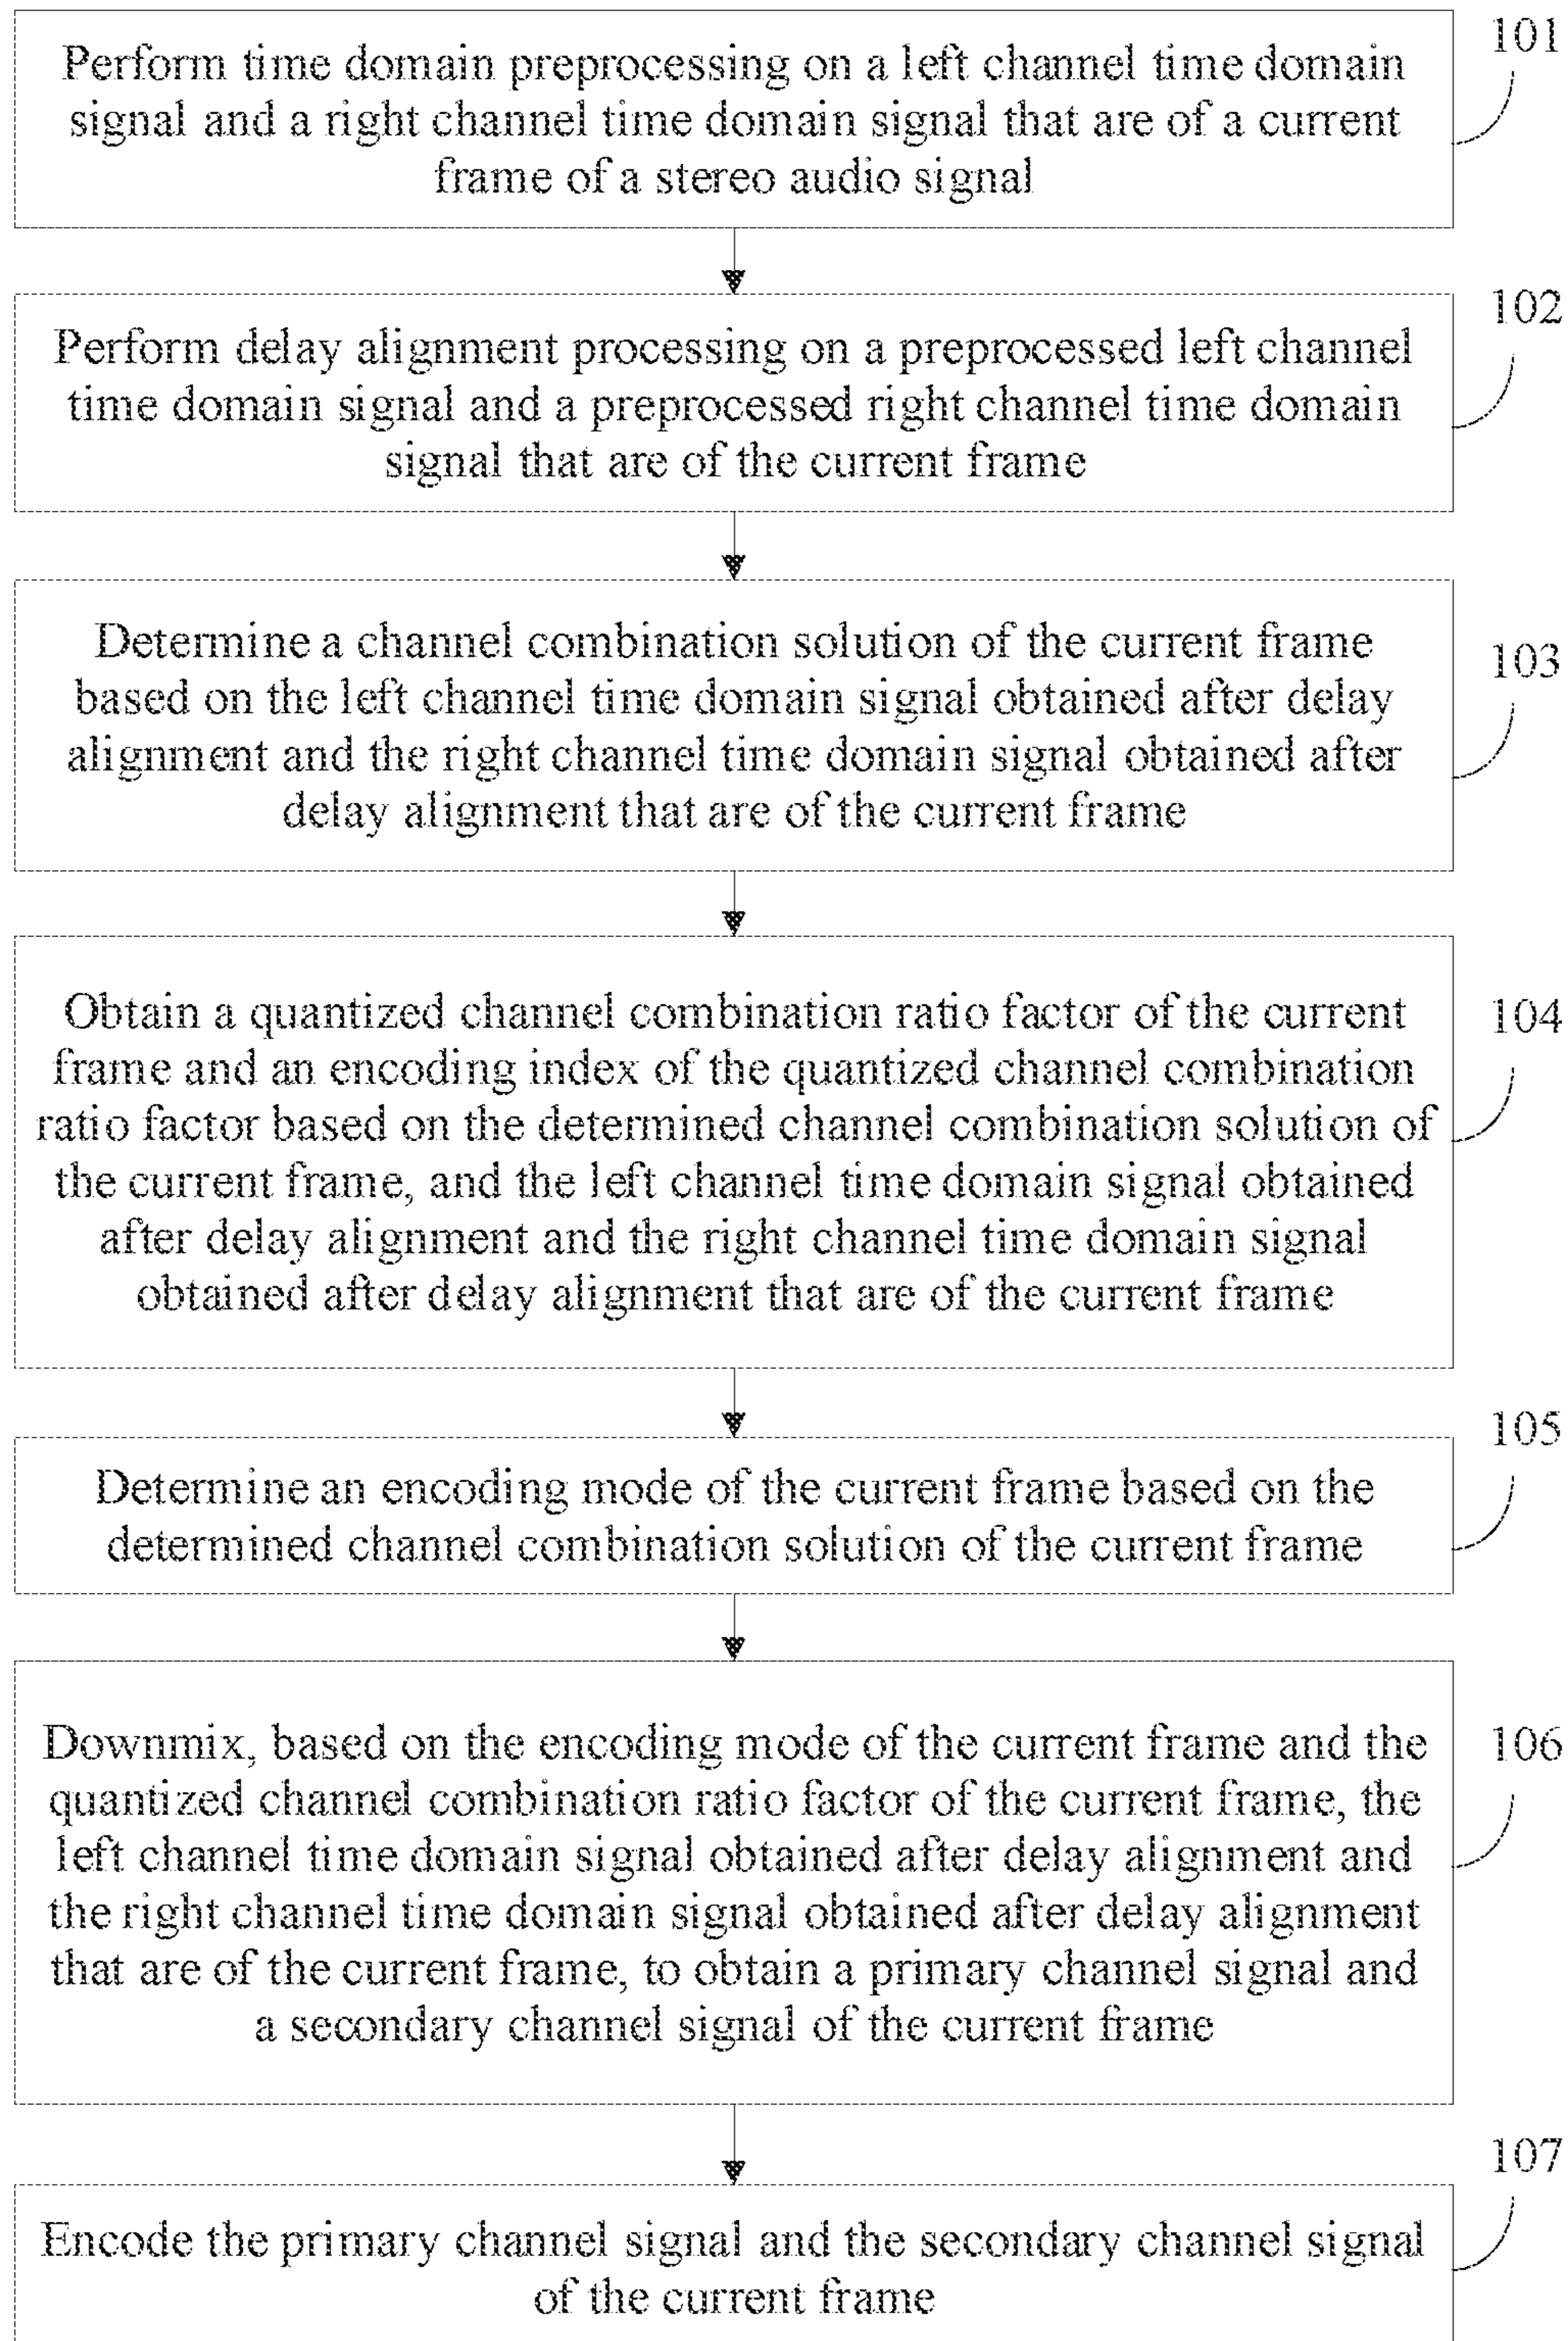 101
Perform time domain preprocessing on a left channel time domain
signal and a right channel time domain signal that are of a current
frame of a stereo audio signal
102
Perform delay alignment processing on a preprocessed left channel
time domain signal and a preprocessed right channel time domain
signal that are of the current frame
103
Determine a channel combination solution of the current frame
based on the left channel time domain signal obtained after delay
alignment and the right channel time domain signal obtained after
delay alignment that are of the current frame
104
Obtain a quantized channel combination ratio factor of the current
frame and an encoding index of the quantized channel combination
ratio factor based on the determined channel combination solution of
the current frame, and the left channel time domain signal obtained
after delay alignment and the right channel time domain signal
obtained after delay alignment that are of the current frame
105
Determine an encoding mode of the current frame based on the
determined channel combination solution of the current frame
106
Downmix, based on the encoding mode of the current frame and the
quantized channel combination ratio factor of the current frame, the
left channel time domain signal obtained after delay alignment and
the right channel time domain signal obtained after delay alignment
that are of the current frame, to obtain a primary channel signal and
a secondary channel signal of the current frame
107
Encode the primary channel signal and the secondary channel signal
of the current frame